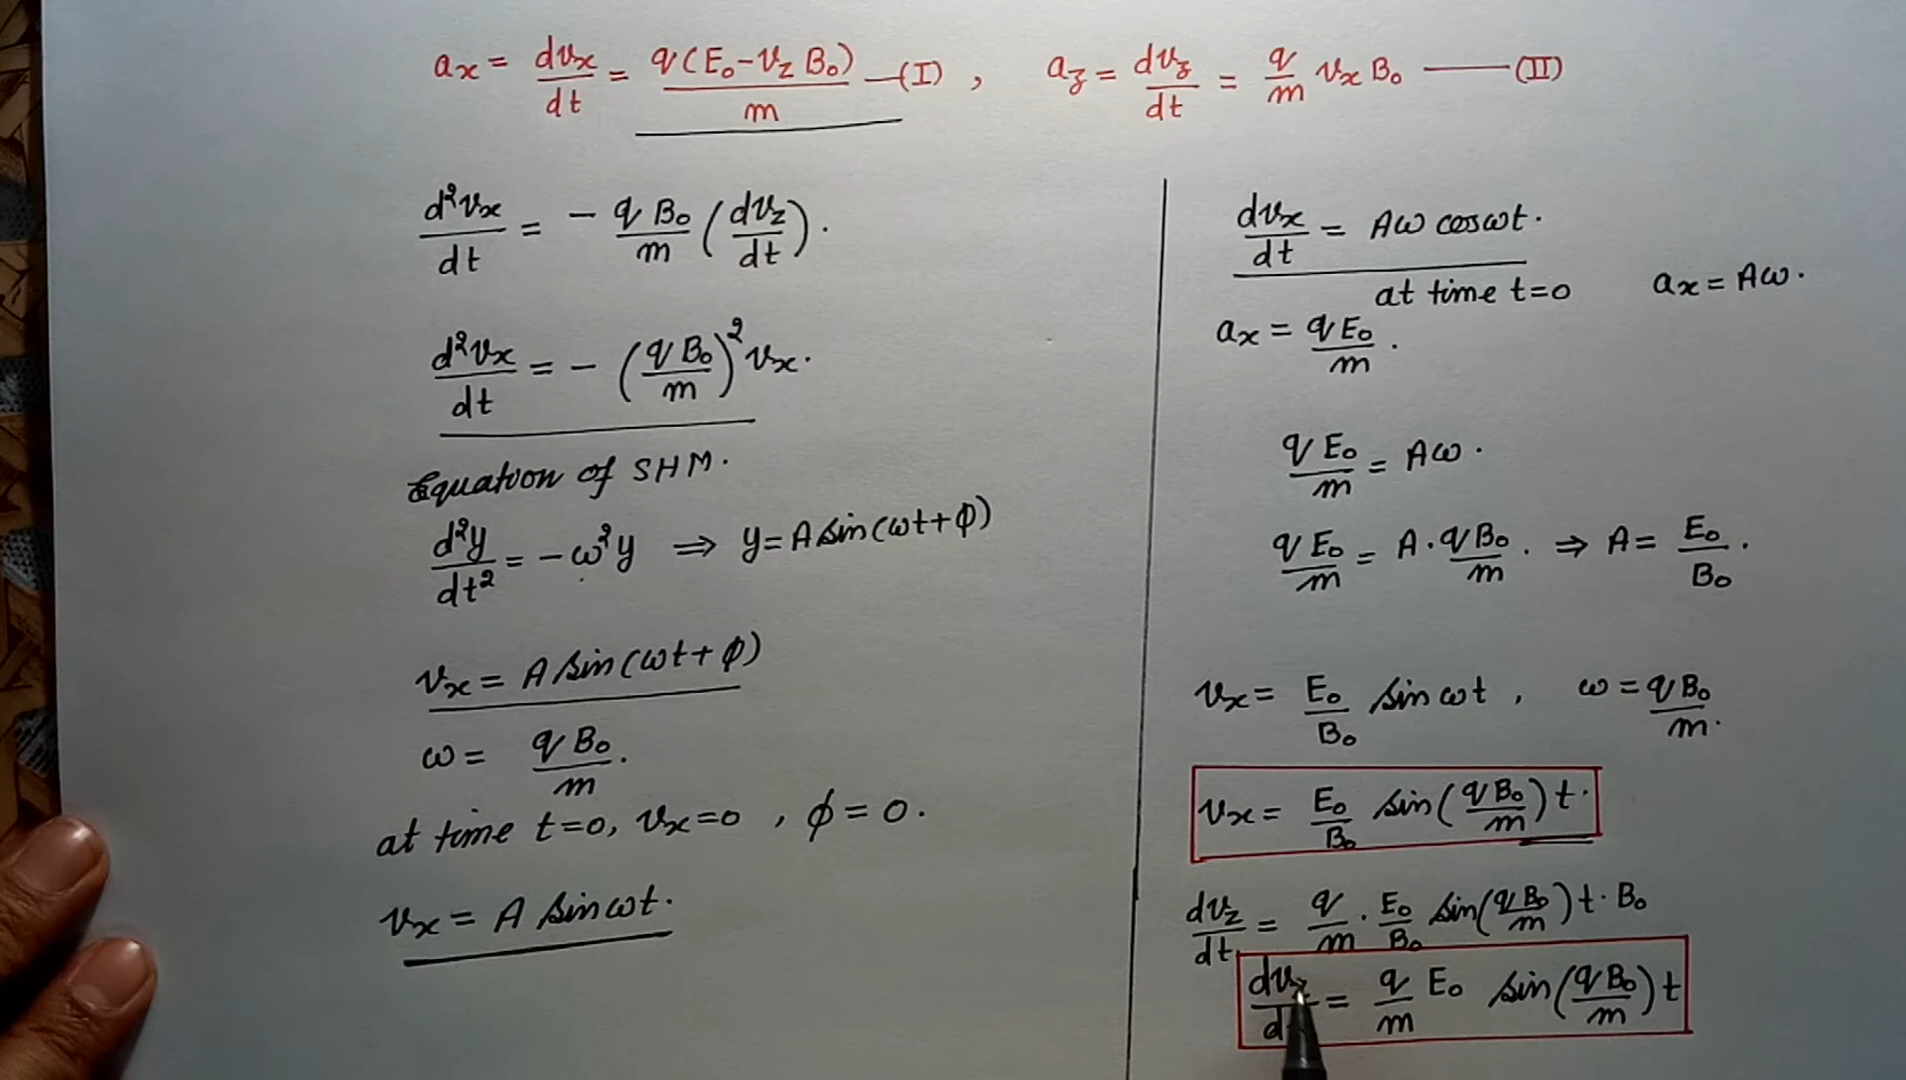 ax = dvx/dt = q(E₀-vzB₀)/m —(I) , az = dvz/dt = q/m vx B₀ —(II)
d²vx/dt = - qB₀/m (dvz/dt).
d²vx/dt = - (qB₀/m)² vx.
Equation of SHM.
d²y/dt² = -ω²y ⇒ y = A sin(ωt+ϕ)
vx = A sin(ωt+ϕ)
ω = qB₀/m.
at time t=0, vx=0 , ϕ=0.
vx = A sinωt.
dvx/dt = Aω cosωt.
at time t=0 ax = Aω.
ax = qE₀/m.
qE₀/m = Aω.
qE₀/m = A·qB₀/m. ⇒ A = E₀/B₀.
vx = E₀/B₀ sin ωt , ω = qB₀/m.
vx = E₀/B₀ sin(qB₀/m)t.
dvz/dt = q/m · E₀/B₀ sin(qB₀/m)t·B₀
dvz/dt = q/m E₀ sin(qB₀/m)t